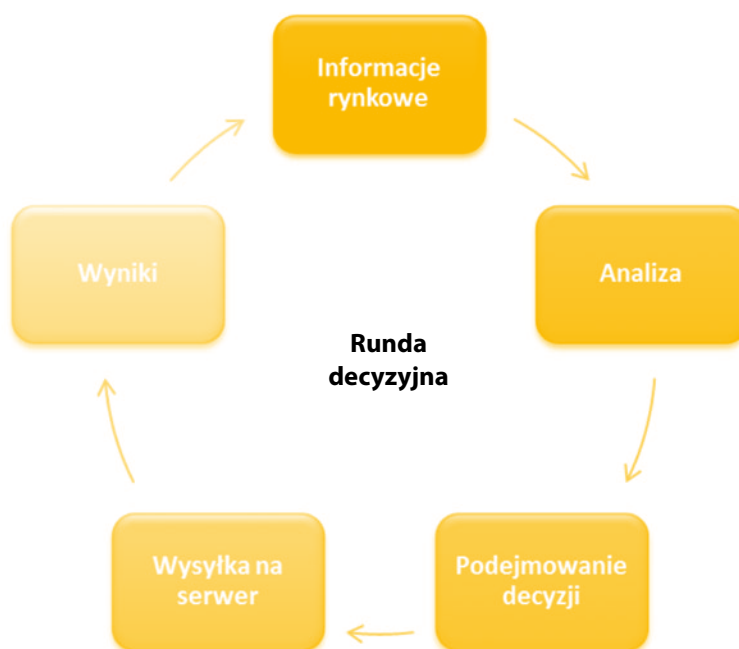 Informacje
rynkowe
Analiza
Podejmowanie
decyzji
Wysyłka na
serwer
Wyniki
Runda
decyzyjna